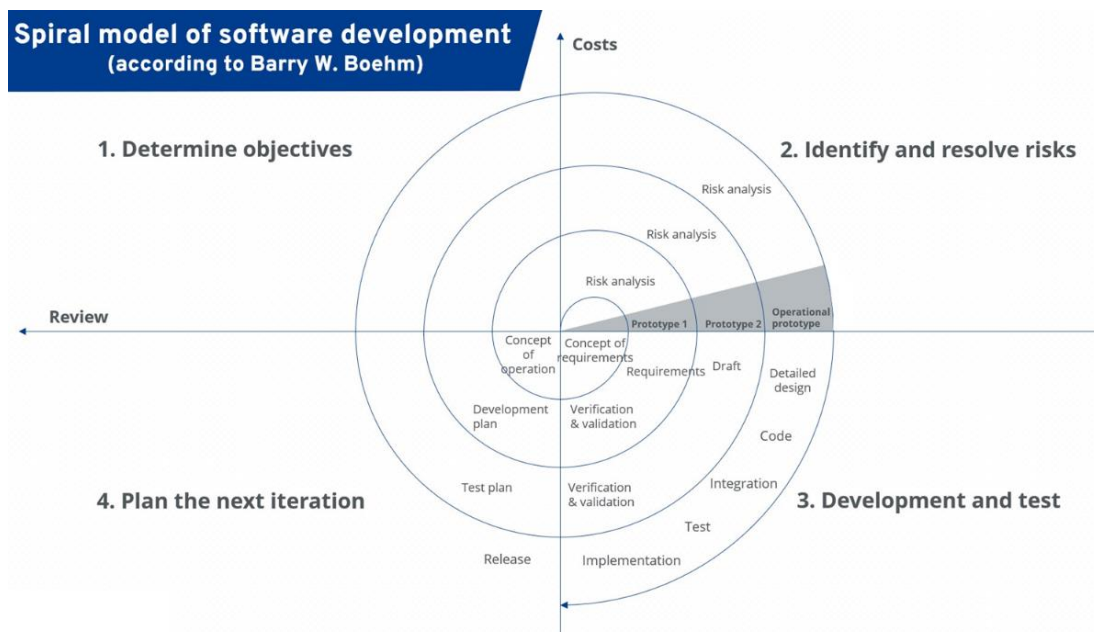 Spiral model of software development
(according to Barry W. Boehm)
Costs
1. Determine objectives
2. Identify and resolve risks
Risk analysis
Risk analysis
Risk analysis
Review
Prototype 1
Prototype 2
Operational
prototype
Concept
of
operation
Concept of
requirements
Requirements
Draft
Detailed
design
Development
plan
Verification
& validation
Code
4. Plan the next iteration
Test plan
Verification
& validation
Integration
3. Development and test
Test
Release
Implementation